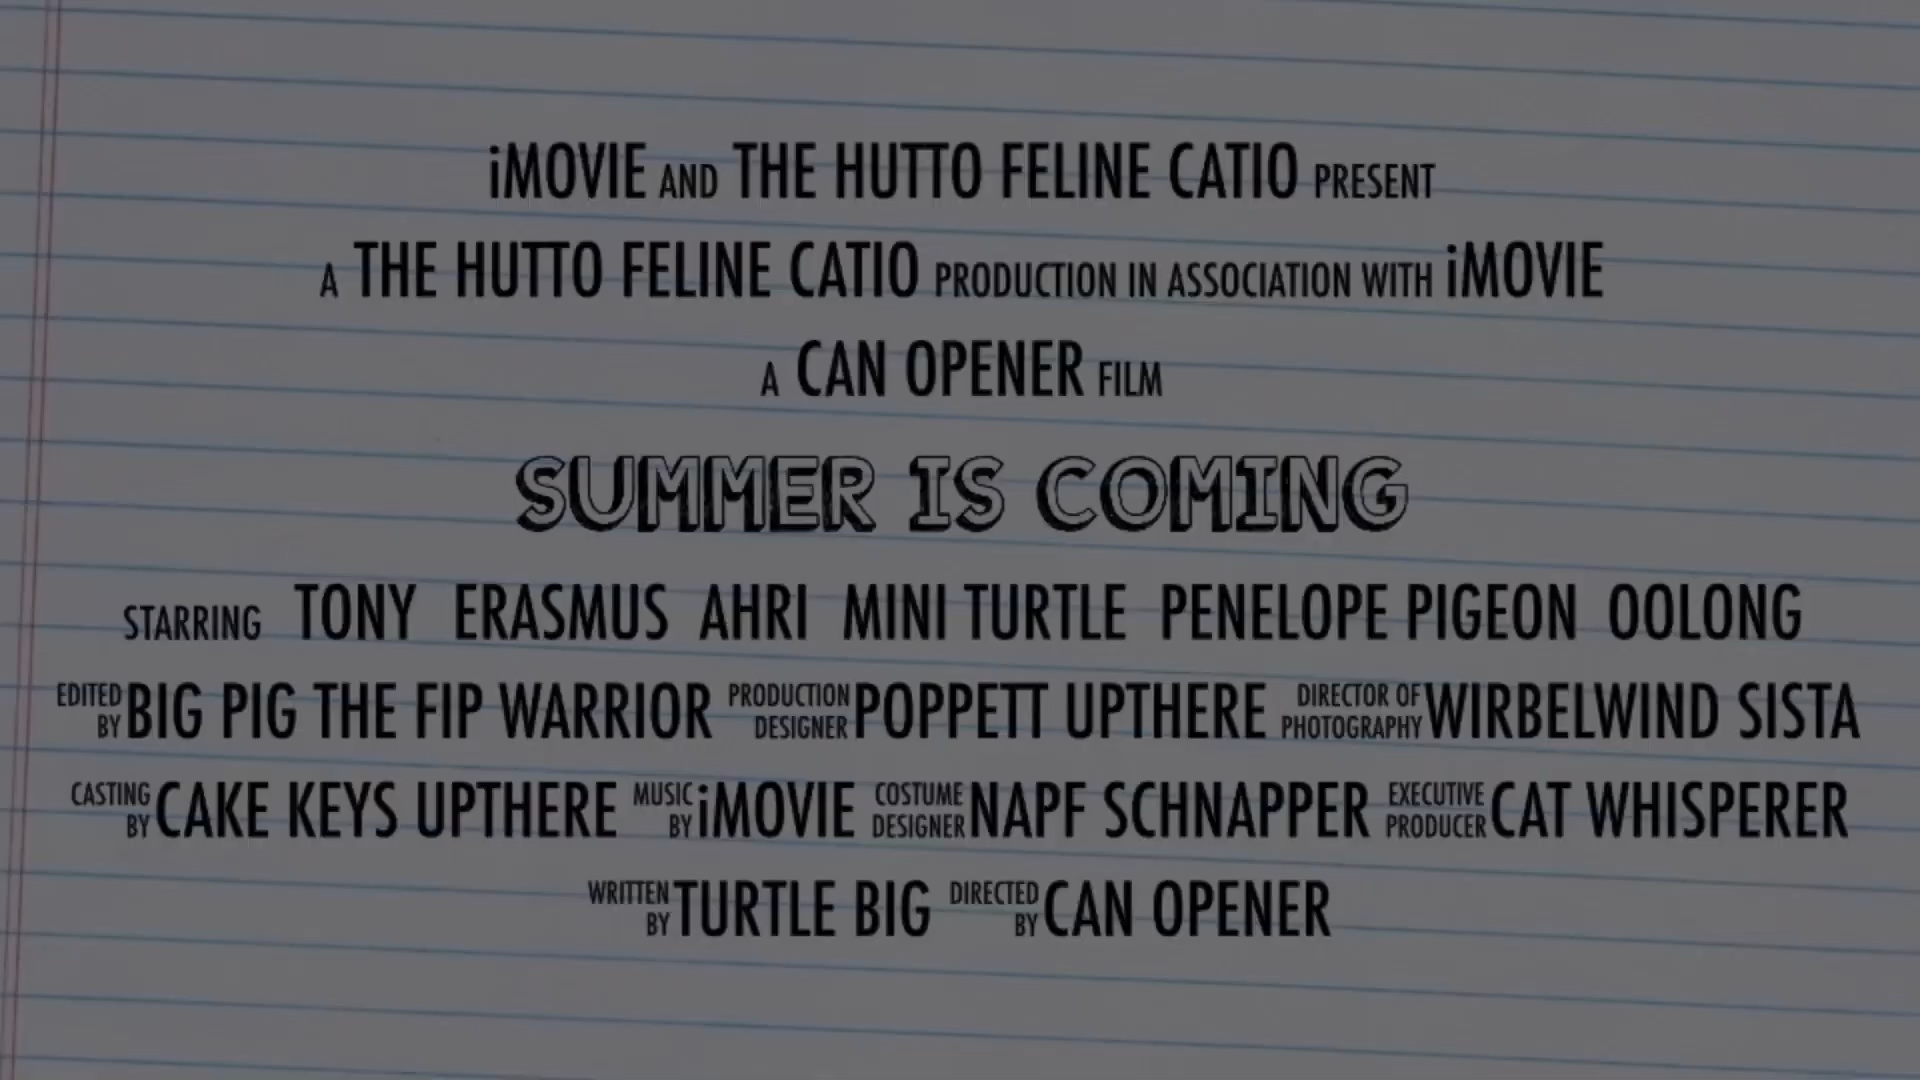 iMOVIE AND THE HUTTO FELINE CATIO PRESENT
A THE HUTTO FELINE CATIO PRODUCTION IN ASSOCIATION WITH iMOVIE
A CAN OPENER FILM
SUMMER IS COMING
STARRING TONY ERASMUS AHRI MINI TURTLE PENELOPE PIGEON OOLONG
EDITED BY BIG PIG THE FIP WARRIOR PRODUCTION DESIGNER POPPETT UPTHERE DIRECTOR OF PHOTOGRAPHY WIRBELWIND SISTA
CASTING BY CAKE KEYS UPTHERE MUSIC BY iMOVIE COSTUME DESIGNER NAPF SCHNAPPER EXECUTIVE PRODUCER CAT WHISPERER
WRITTEN BY TURTLE BIG DIRECTED BY CAN OPENER